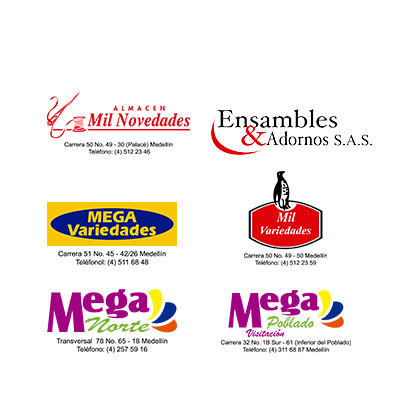 ALMACEN
Mil Novedades
Carrera 50 No. 49 - 30 (Palacé) Medellín
Teléfono: (4) 512 23 46
Ensambles
& Adornos S.A.S.
MEGA
Variedades
Carrera 51 No. 45 - 42/26 Medellín
Teléfonol: (4) 511 68 48
Mil
Variedades
Carrera 50 No. 49 - 50 Medellín
Teléfono: (4) 512 23 59
Mega
Norte
Transversal 78 No. 65 - 18 Medellín
Teléfono: (4) 257 59 16
Mega
Poblado
Visitación
Carrera 32 No. 1B Sur - 61 (Inferior del Poblado)
Teléfono: (4) 311 68 87 Medellín